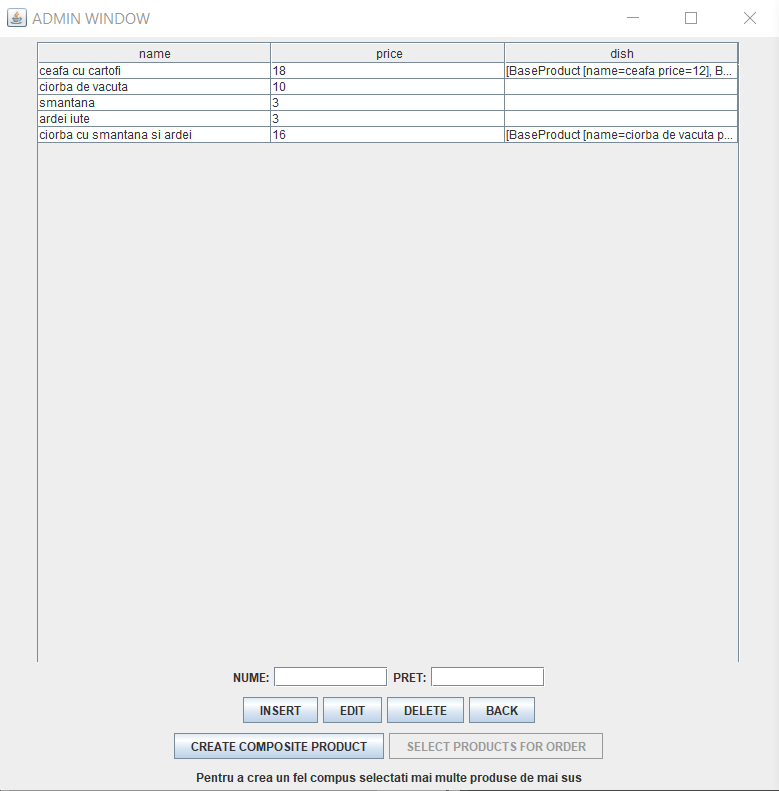 ADMIN WINDOW
name price dish
ceafa cu cartofi 18 [BaseProduct [name=ceafa price=12], B...
ciorba de vacuta 10
smantana 3
ardei iute 3
ciorba cu smantana si ardei 16 [BaseProduct [name=ciorba de vacuta p...
NUME: PRET:
INSERT EDIT DELETE BACK
CREATE COMPOSITE PRODUCT SELECT PRODUCTS FOR ORDER
Pentru a crea un fel compus selectati mai multe produse de mai sus